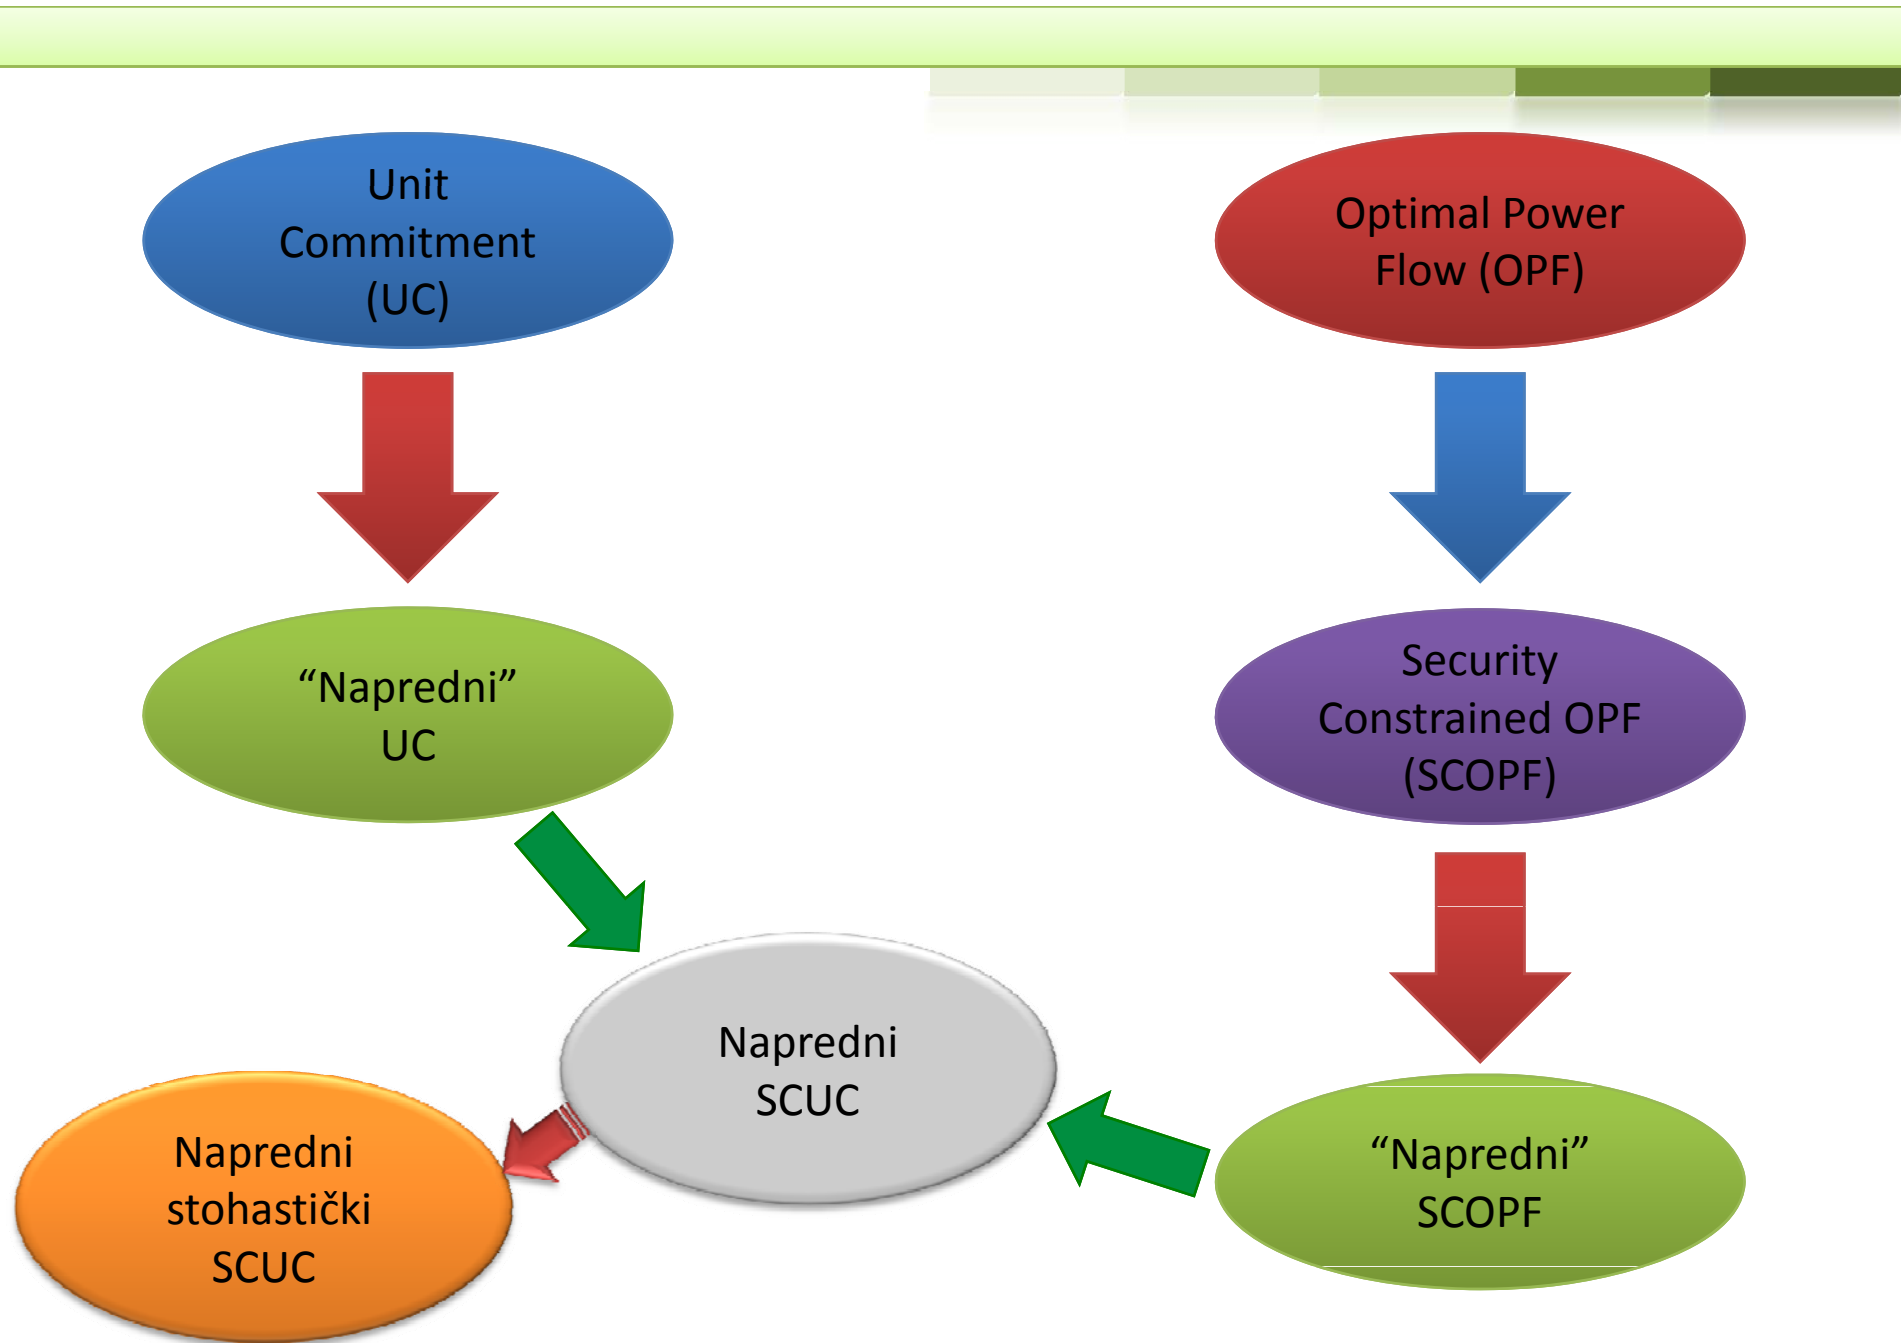 Unit
Commitment
(UC)
Optimal Power
Flow (OPF)
“Napredni”
UC
Security
Constrained OPF
(SCOPF)
Napredni
SCUC
Napredni
stohastički
SCUC
“Napredni”
SCOPF